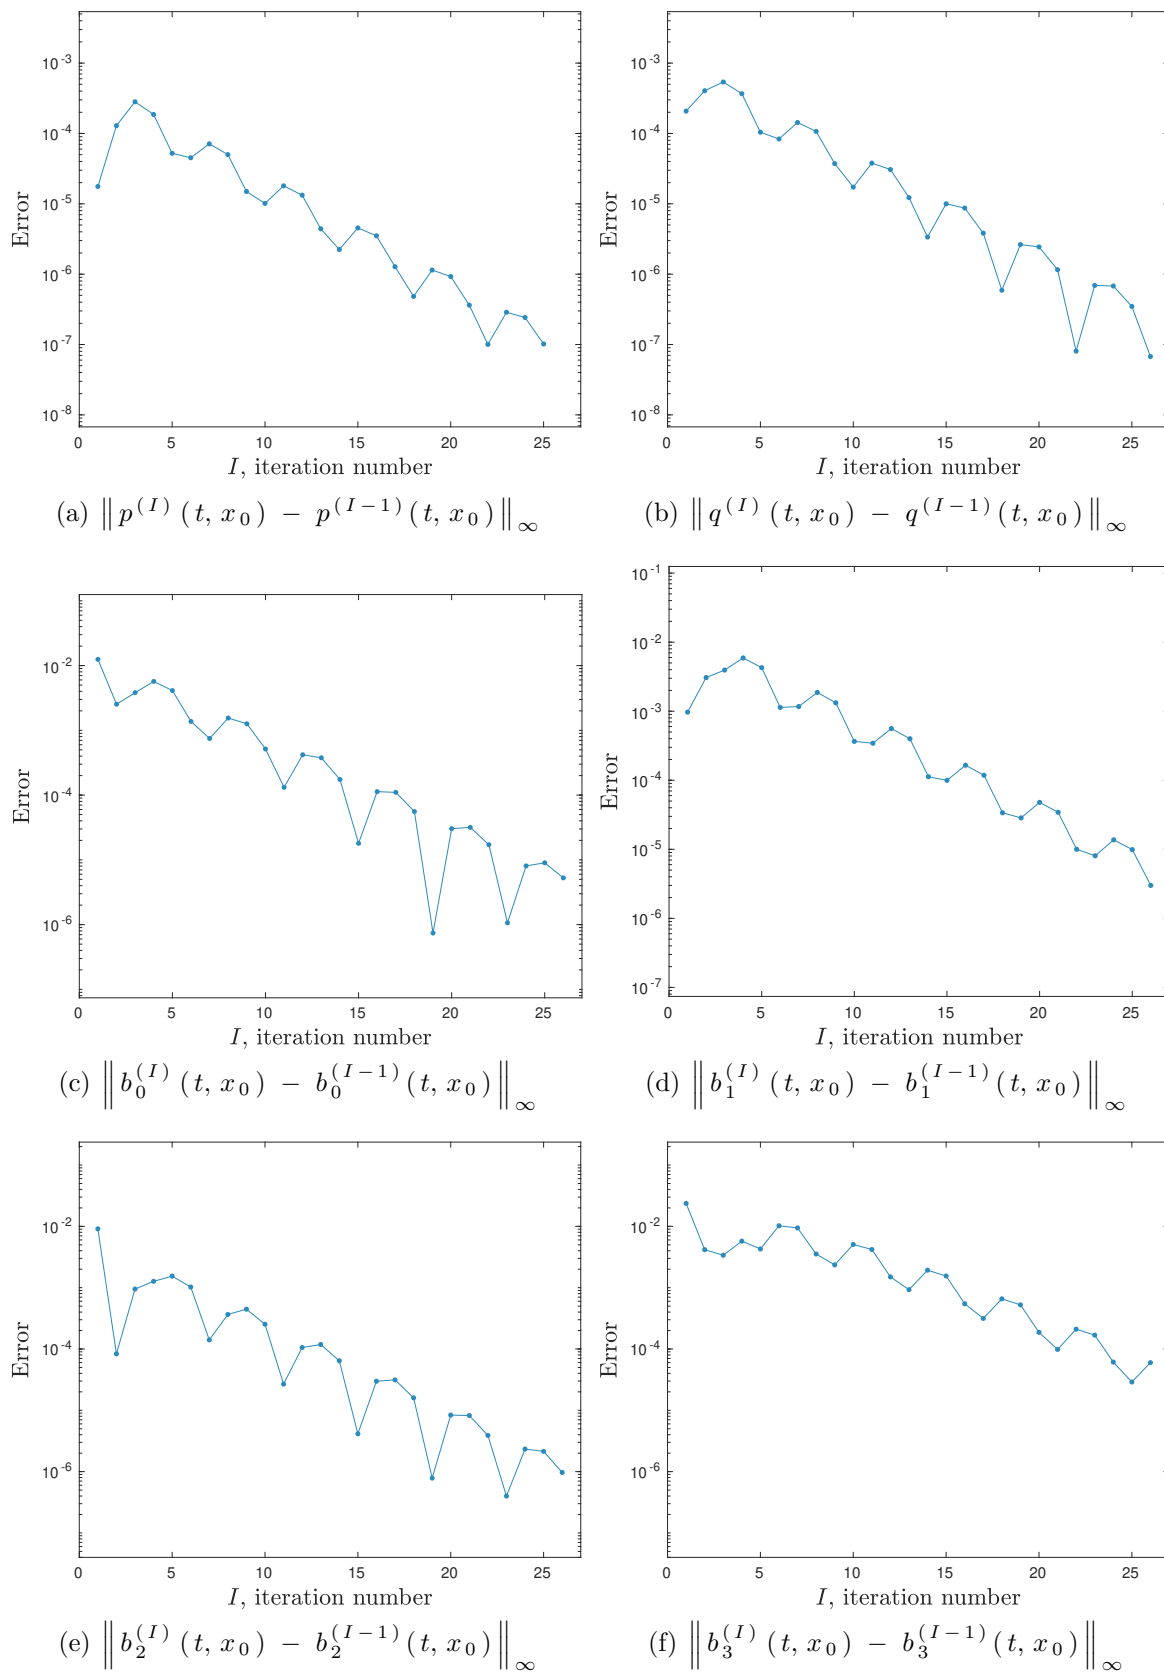 10^-3 10^-4 10^-5 10^-6 10^-7 10^-8
Error
0 5 10 15 20 25
I, iteration number
(a) ‖ p^(I) (t, x_0) − p^(I−1) (t, x_0) ‖_∞
10^-3 10^-4 10^-5 10^-6 10^-7 10^-8
Error
0 5 10 15 20 25
I, iteration number
(b) ‖ q^(I) (t, x_0) − q^(I−1) (t, x_0) ‖_∞
10^-2 10^-4 10^-6
Error
0 5 10 15 20 25
I, iteration number
(c) ‖ b_0^(I) (t, x_0) − b_0^(I−1) (t, x_0) ‖_∞
10^-1 10^-2 10^-3 10^-4 10^-5 10^-6 10^-7
Error
0 5 10 15 20 25
I, iteration number
(d) ‖ b_1^(I) (t, x_0) − b_1^(I−1) (t, x_0) ‖_∞
10^-2 10^-4 10^-6
Error
0 5 10 15 20 25
I, iteration number
(e) ‖ b_2^(I) (t, x_0) − b_2^(I−1) (t, x_0) ‖_∞
10^-2 10^-4 10^-6
Error
0 5 10 15 20 25
I, iteration number
(f) ‖ b_3^(I) (t, x_0) − b_3^(I−1) (t, x_0) ‖_∞